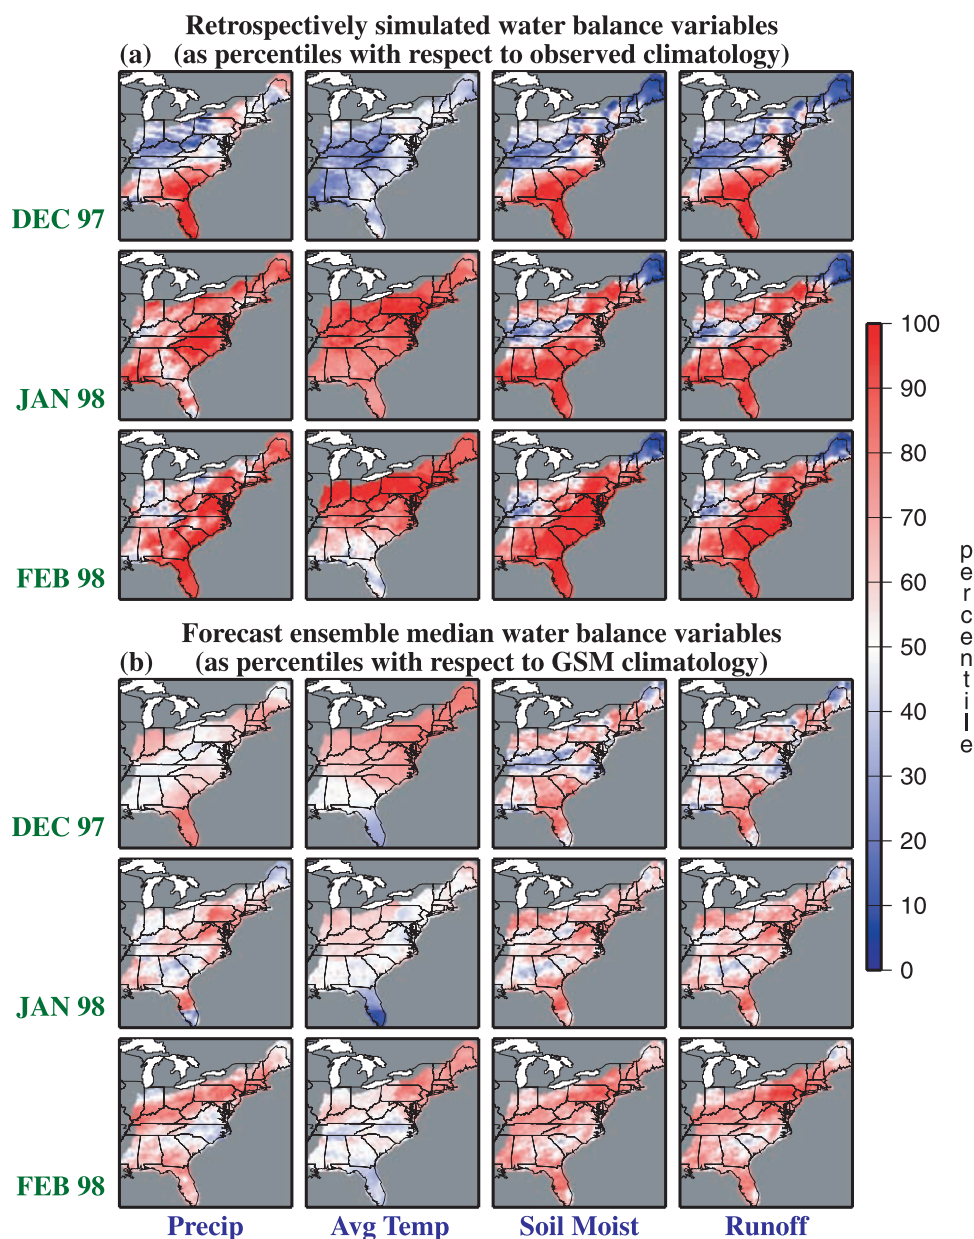 Retrospectively simulated water balance variables
(a) (as percentiles with respect to observed climatology)
DEC 97
JAN 98
FEB 98
Forecast ensemble median water balance variables
(b) (as percentiles with respect to GSM climatology)
DEC 97
JAN 98
FEB 98
Precip
Avg Temp
Soil Moist
Runoff
100
90
80
70
60
50
40
30
20
10
0
percentile